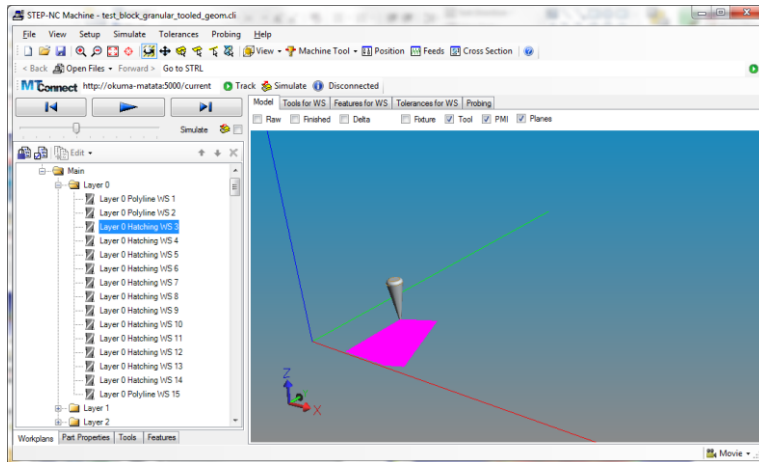 STEP-NC Machine - test_block_granular_tooled_geom.cli
File View Setup Simulate Tolerances Probing Help
View Machine Tool Position Feeds Cross Section
< Back Open Files Forward > Go to STRL
MTConnect http://okuma-matata:5000/current Track Simulate Disconnected
Model Tools for WS Features for WS Tolerances for WS Probing
Raw Finished Delta Fixture Tool PMI Planes
Simulate
Edit
Main
Layer 0
Layer 0 Polyline WS 1
Layer 0 Polyline WS 2
Layer 0 Hatching WS 3
Layer 0 Hatching WS 4
Layer 0 Hatching WS 5
Layer 0 Hatching WS 6
Layer 0 Hatching WS 7
Layer 0 Hatching WS 8
Layer 0 Hatching WS 9
Layer 0 Hatching WS 10
Layer 0 Hatching WS 11
Layer 0 Hatching WS 12
Layer 0 Hatching WS 13
Layer 0 Hatching WS 14
Layer 0 Polyline WS 15
Layer 1
Layer 2
Z
X
Workplans Part Properties Tools Features
Movie